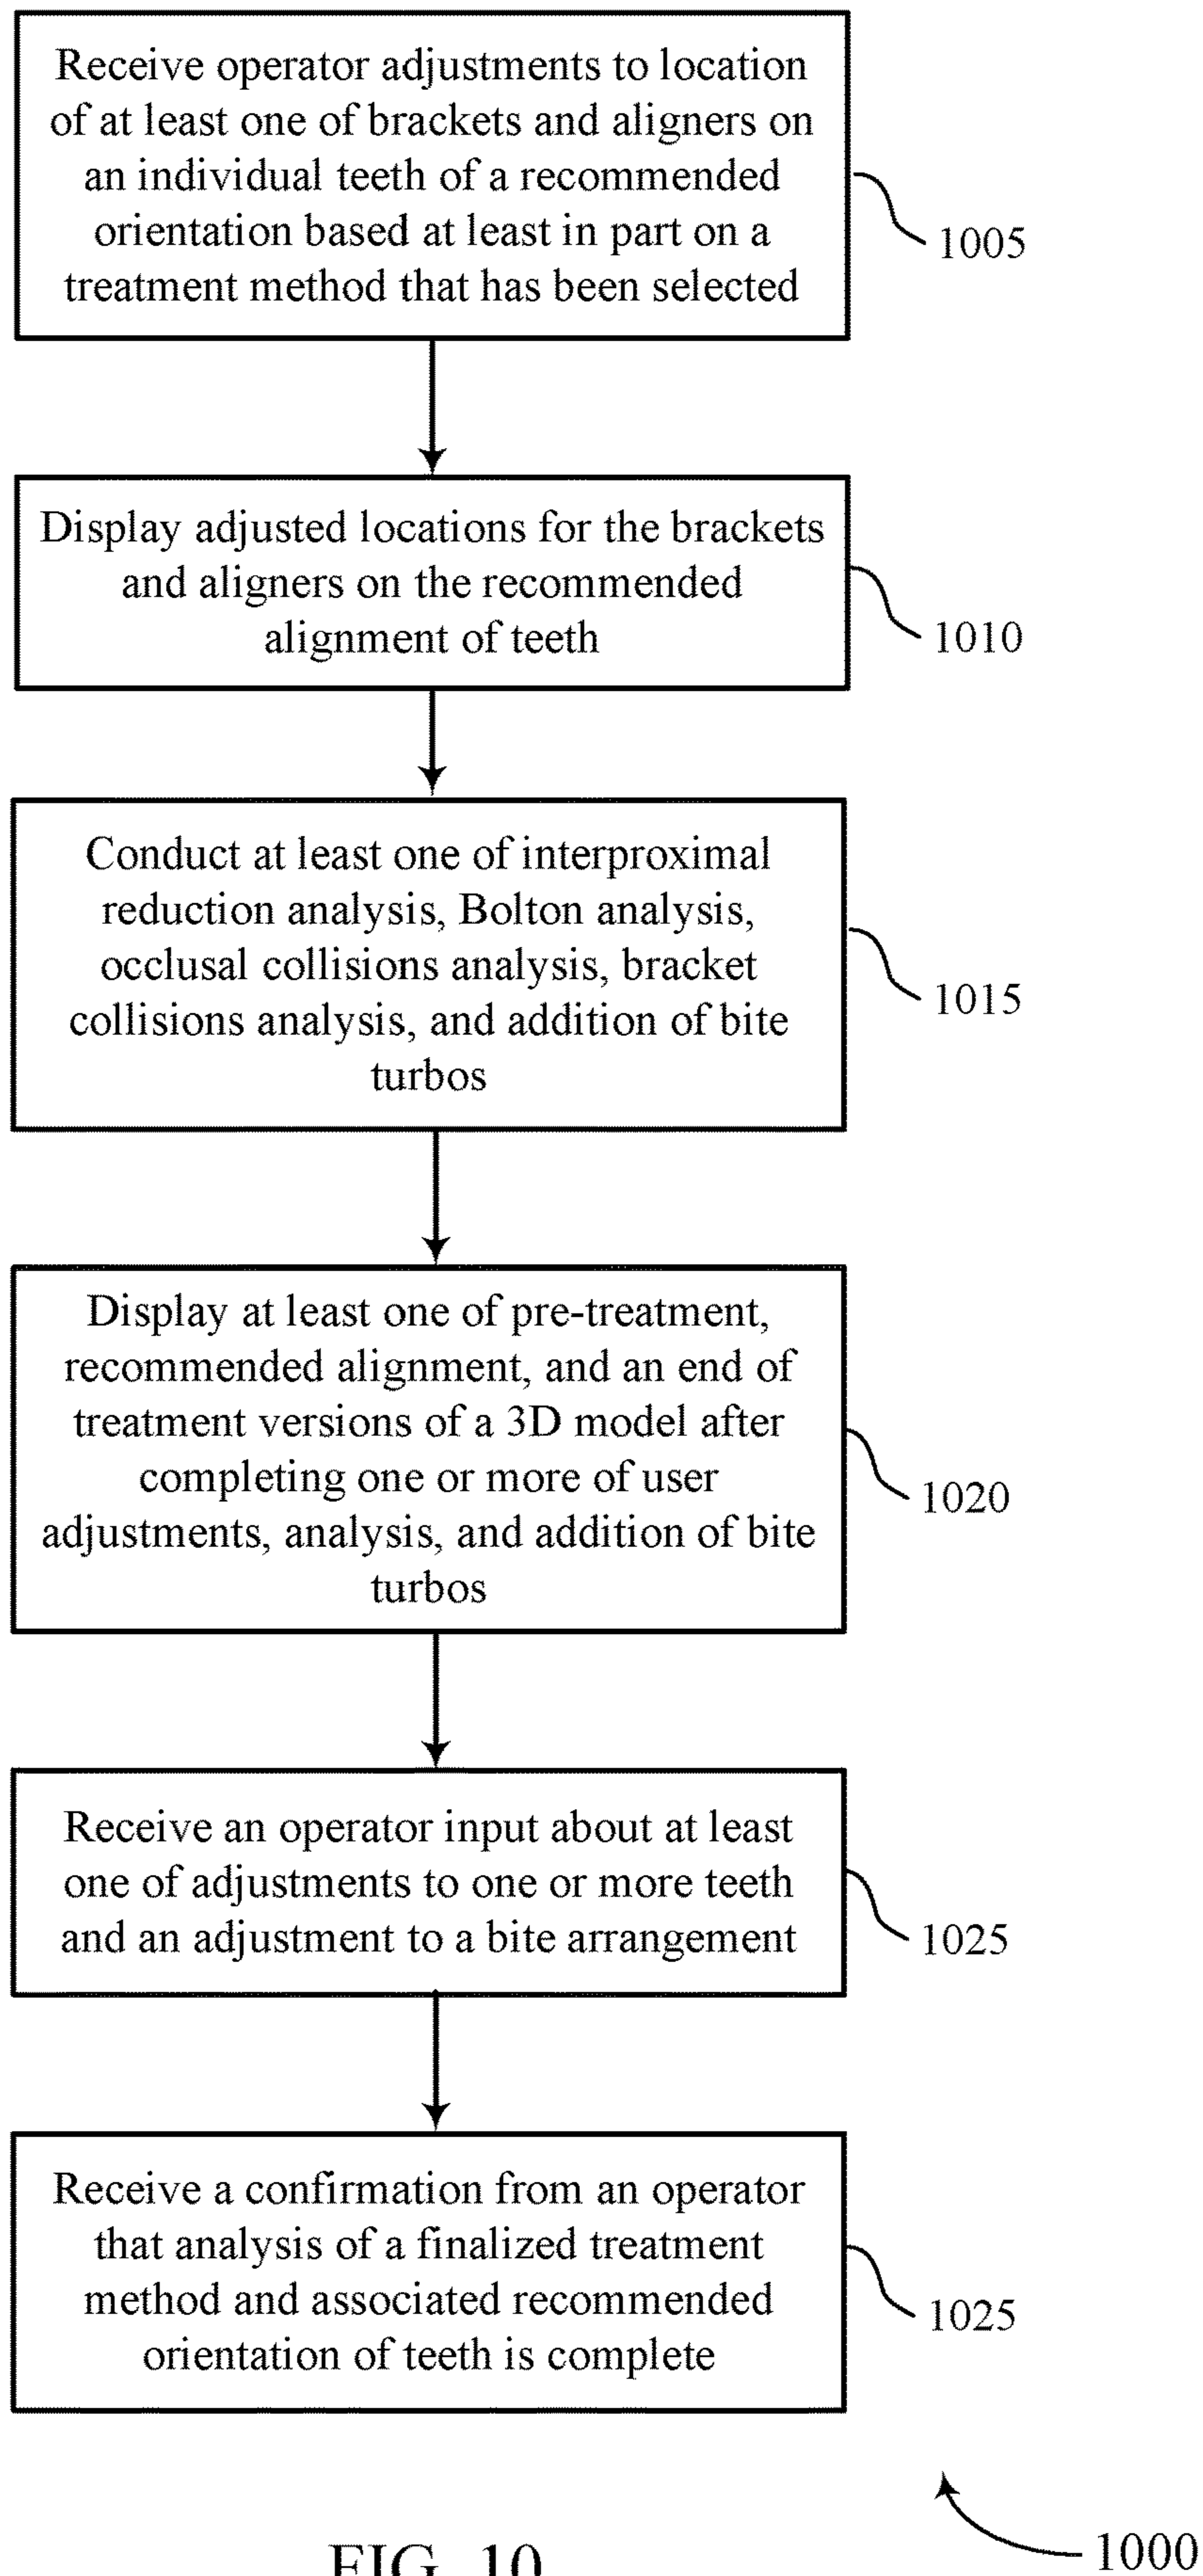 Receive operator adjustments to location
of at least one of brackets and aligners on
an individual teeth of a recommended
orientation based at least in part on a
treatment method that has been selected
1005
Display adjusted locations for the brackets
and aligners on the recommended
alignment of teeth
1010
Conduct at least one of interproximal
reduction analysis, Bolton analysis,
occlusal collisions analysis, bracket
collisions analysis, and addition of bite
turbos
1015
Display at least one of pre-treatment,
recommended alignment, and an end of
treatment versions of a 3D model after
completing one or more of user
adjustments, analysis, and addition of bite
turbos
1020
Receive an operator input about at least
one of adjustments to one or more teeth
and an adjustment to a bite arrangement
1025
Receive a confirmation from an operator
that analysis of a finalized treatment
method and associated recommended
orientation of teeth is complete
1025
1000
FIG. 10